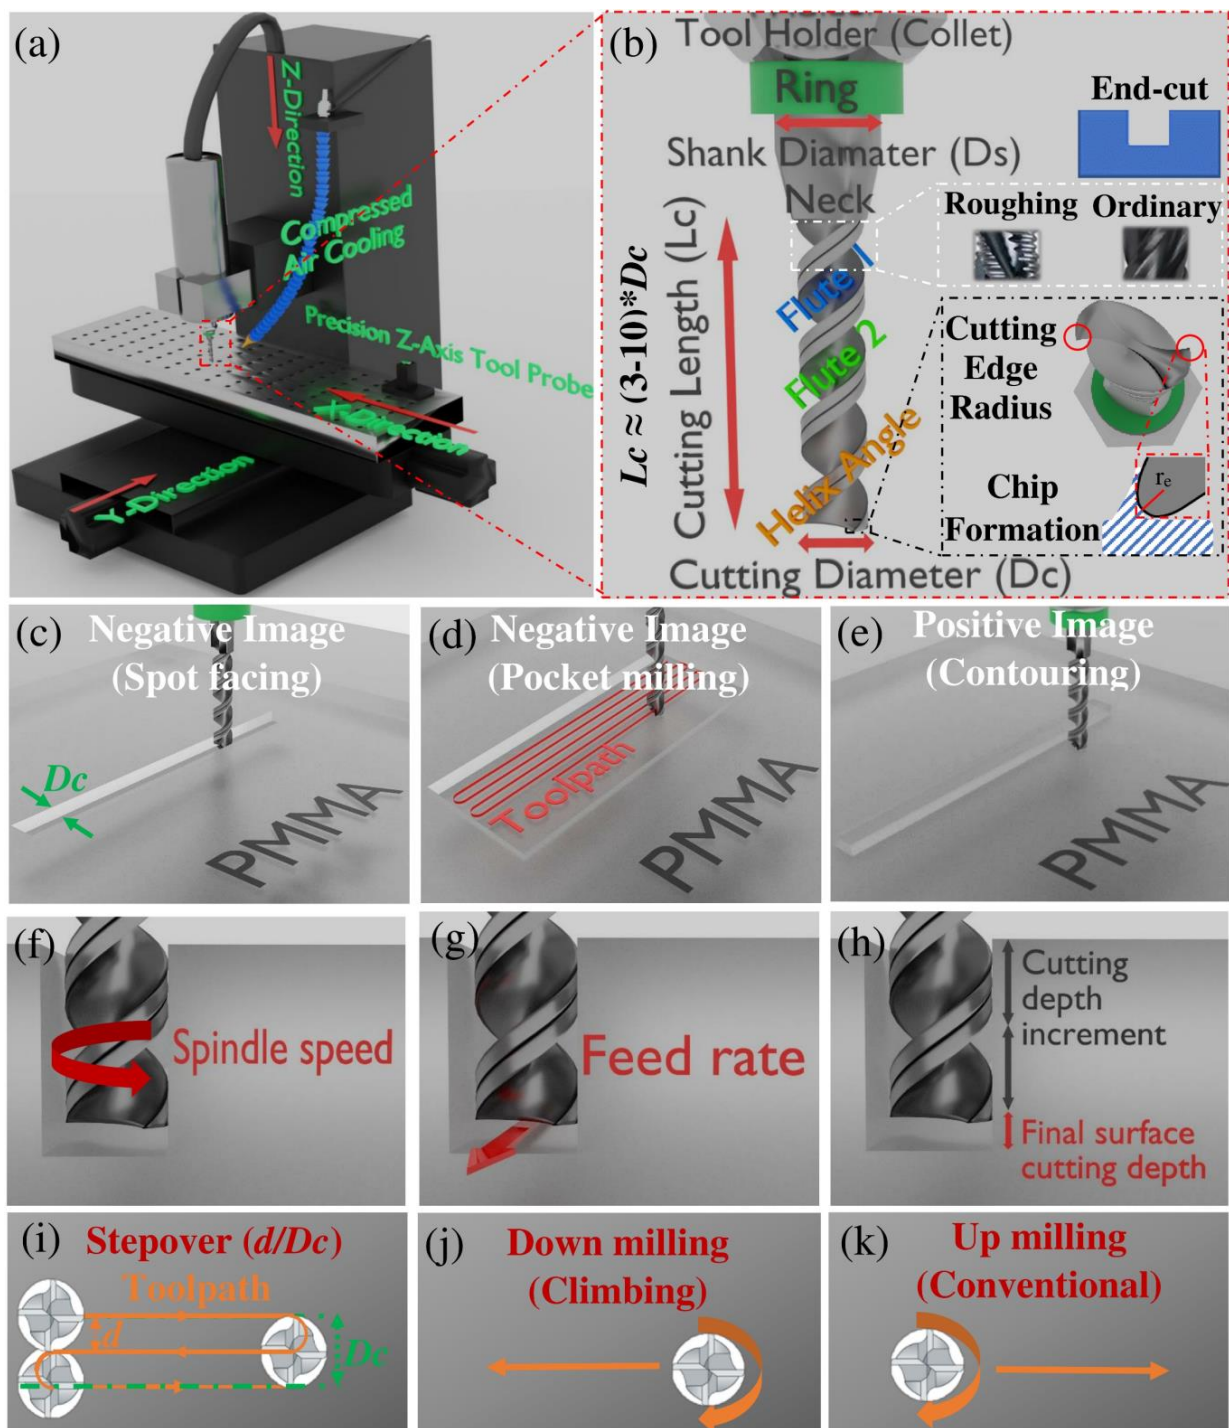 (a)
Z-Direction
Compressed
Air Cooling
Precision Z-Axis Tool Probe
X-Direction
Y-Direction
(b)
Tool Holder (Collet)
Ring
Shank Diamater (Ds)
Neck
Lc ≈ (3-10)*Dc
Cutting Length (Lc)
Flute 1
Flute 2
Helix Angle
Cutting Diameter (Dc)
End-cut
Roughing
Ordinary
Cutting
Edge
Radius
Chip
Formation
re
(c)
Negative Image
(Spot facing)
Dc
PMMA
(d)
Negative Image
(Pocket milling)
Toolpath
PMMA
(e)
Positive Image
(Contouring)
PMMA
(f)
Spindle speed
(g)
Feed rate
(h)
Cutting
depth
increment
Final surface
cutting depth
(i)
Stepover (d/Dc)
Toolpath
d
Dc
(j)
Down milling
(Climbing)
(k)
Up milling
(Conventional)